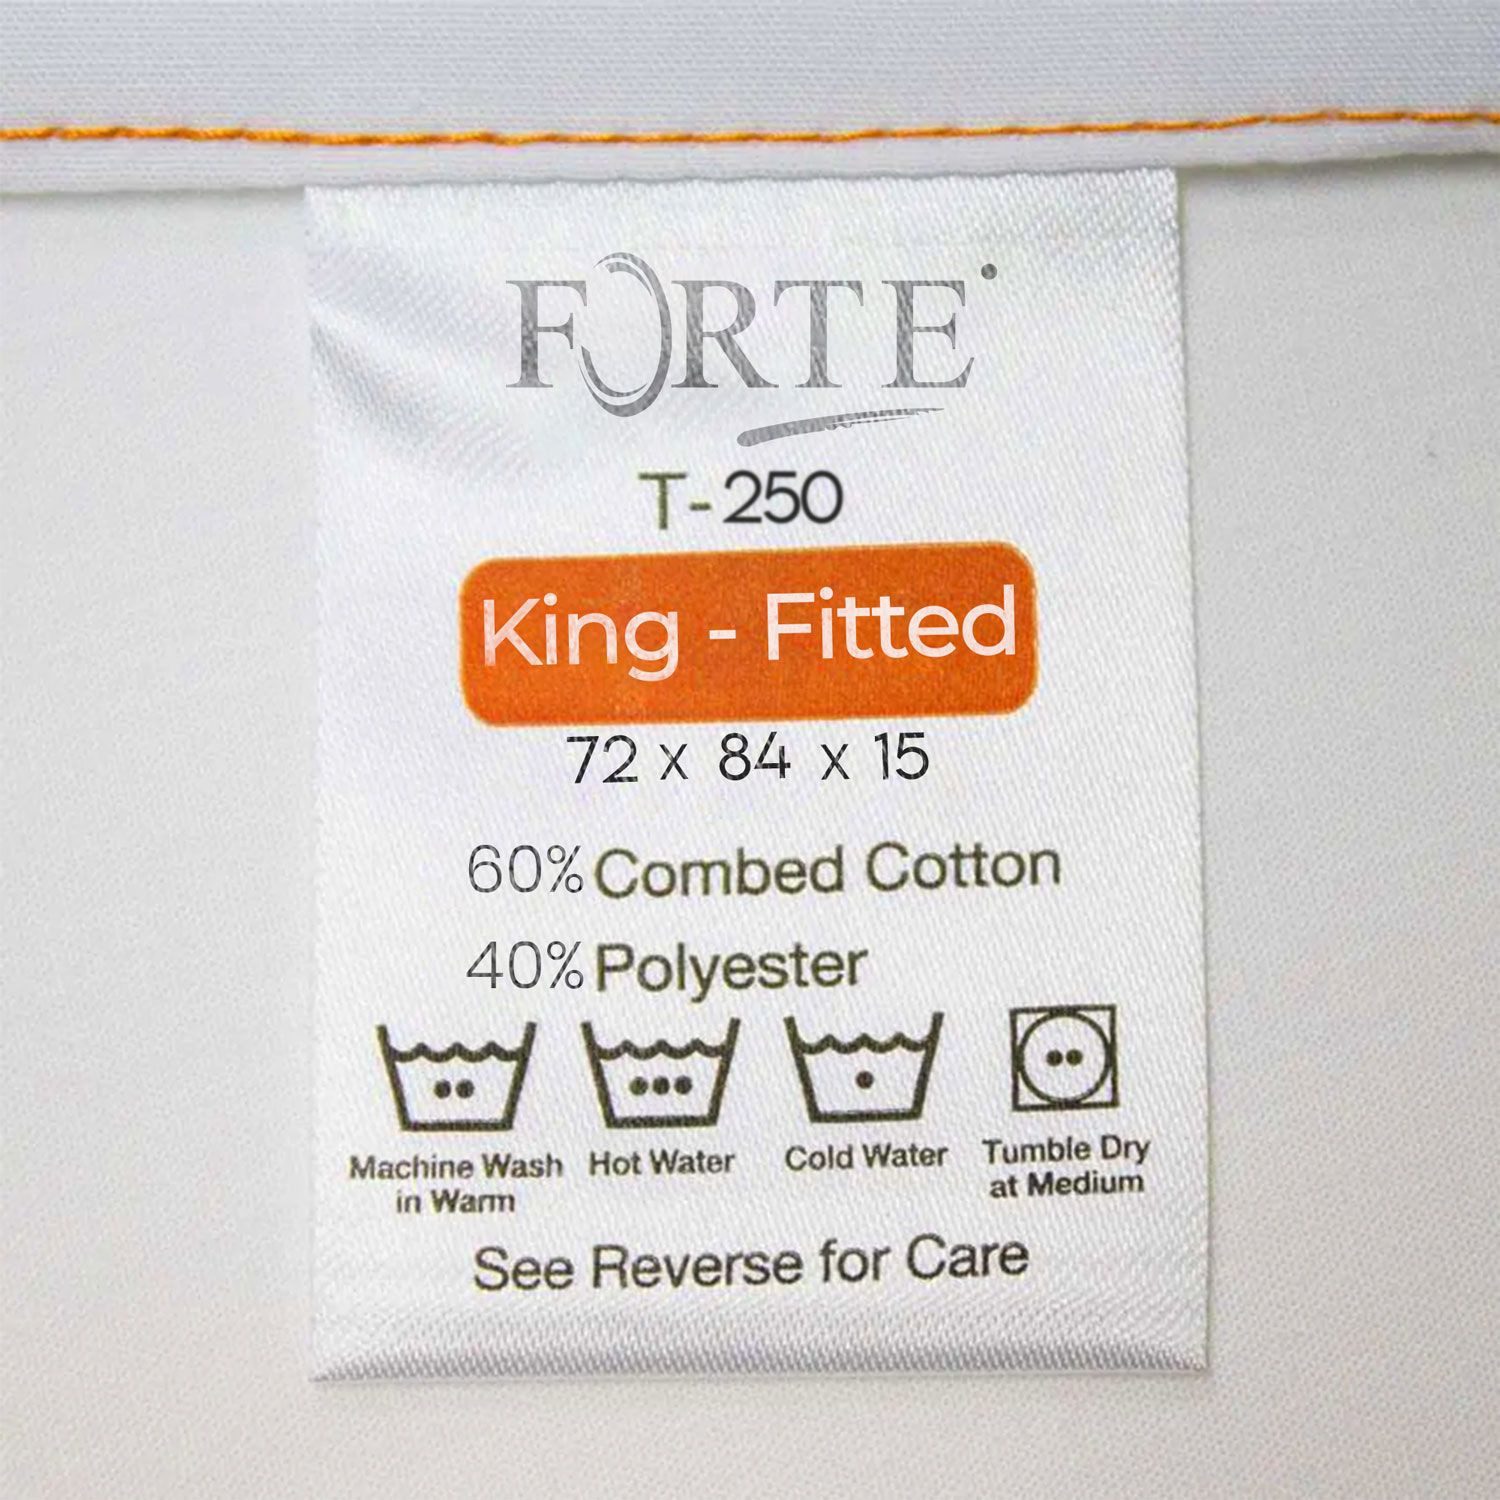 FORTE
T-250
King - Fitted
72 x 84 x 15
60% Combed Cotton
40% Polyester
Machine Wash in Warm
Hot Water
Cold Water
Tumble Dry at Medium
See Reverse for Care